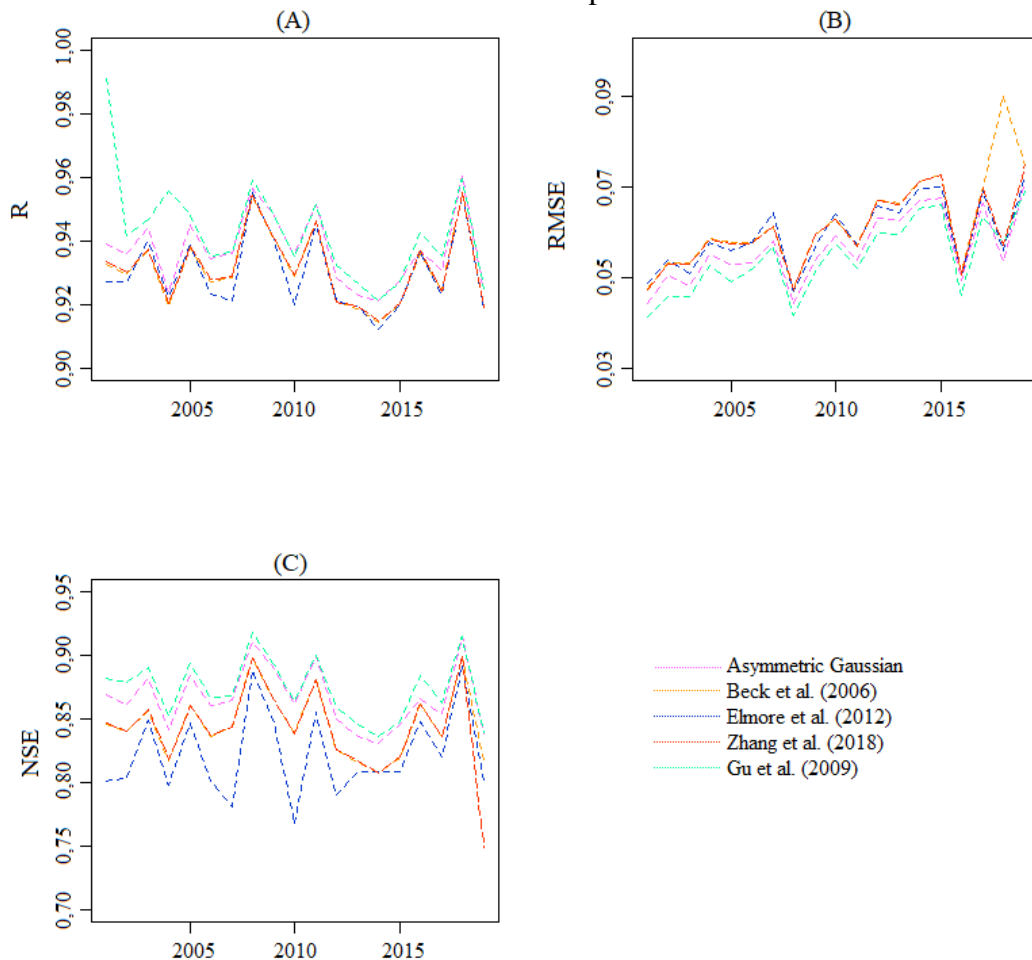 (A)
1,00
0,98
0,96
0,94
0,92
0,90
R
2005 2010 2015
(B)
0,09
0,07
0,05
0,03
RMSE
2005 2010 2015
(C)
0,95
0,90
0,85
0,80
0,75
0,70
NSE
2005 2010 2015
Asymmetric Gaussian
Beck et al. (2006)
Elmore et al. (2012)
Zhang et al. (2018)
Gu et al. (2009)